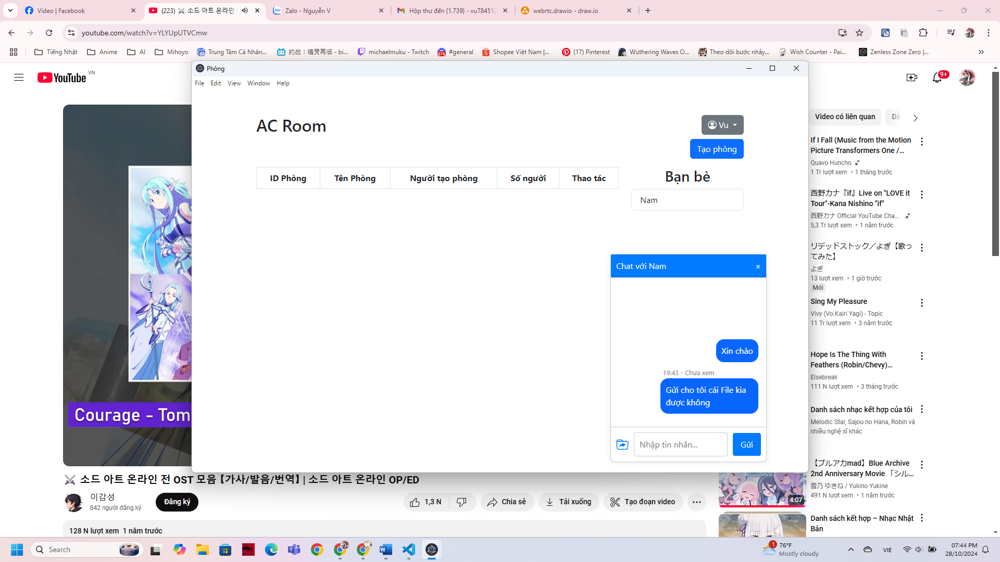 Video | Facebook
(223) ⚔️ 소드 아트 온라인 전
Zalo - Nguyễn V
Hộp thư đến (1.739) - vu784512
webrtc.drawio - draw.io
youtube.com/watch?v=YLYUpUTVCmw
Tiếng Nhật
Anime
AI
Mihoyo
Trung Tâm Cá Nhân...
约战：精灵再临 - bi...
michaelmuku - Twitch
676
#general
Shopee Việt Nam |...
(17) Pinterest
Wuthering Waves O...
Theo dõi bước nhảy...
Wish Counter - Pai...
Zenless Zone Zero |...
YouTube VN
9+
Phòng
File Edit View Window Help
AC Room
Vu
Tạo phòng
ID Phòng Tên Phòng Người tạo phòng Số người Thao tác
Bạn bè
Nam
Chat với Nam
×
Xin chào
19:43 - Chưa xem
Gửi cho tôi cái File kia
được không
Nhập tin nhắn...
Gửi
Courage - Tom
Video có liên quan
If I Fall (Music from the Motion
Picture Transformers One /...
Quavo Huncho
1 Tr lượt xem • 1 tháng trước
西野カナ『if』Live on "LOVE it
Tour"-Kana Nishino "if"
西野カナ Official YouTube Cha...
5,3 Tr lượt xem • 1 năm trước
リデッドストック／よぎ【歌っ
てみた】
よぎ
13 lượt xem • 1 giờ trước
Mới
Sing My Pleasure
Vivy (Vo.Kairi Yagi) - Topic
11 Tr lượt xem • 3 năm trước
Hope Is The Thing With
Feathers (Robin/Chevy)...
Elsebreak
111 N lượt xem • 3 tháng trước
Danh sách nhạc kết hợp của tôi
Melodic Star, Sajou no Hana, Robin và
nhiều nghệ sĩ khác
【ブルアカmad】Blue Archive
2nd Anniversary Movie 「シル...
雪乃 ゆきね / Yukino Yukine
491 N lượt xem • 1 năm trước
ANNIVERSARY
4:07
Danh sách kết hợp – Nhạc Nhật
Bản
⚔️ 소드 아트 온라인 전 OST 모음 【가사/발음/번역】 | 소드 아트 온라인 OP/ED
이감성
842 người đăng ký
Đăng ký
1,3 N
Chia sẻ
Tải xuống
Tạo đoạn video
128 N lượt xem 1 năm trước
Search
1
76°F
Mostly cloudy
VIE
07:44 PM
28/10/2024